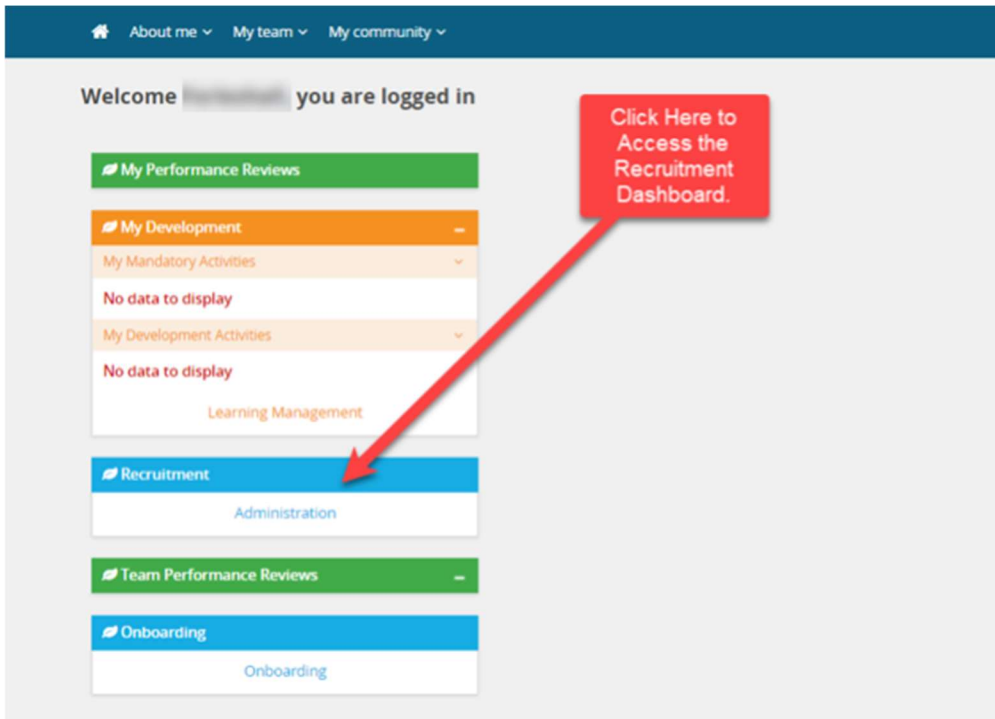 About me My team My community
Welcome you are logged in
Click Here to
Access the
Recruitment
Dashboard.
My Performance Reviews
My Development
My Mandatory Activities
No data to display
My Development Activities
No data to display
Learning Management
Recruitment
Administration
Team Performance Reviews
Onboarding
Onboarding